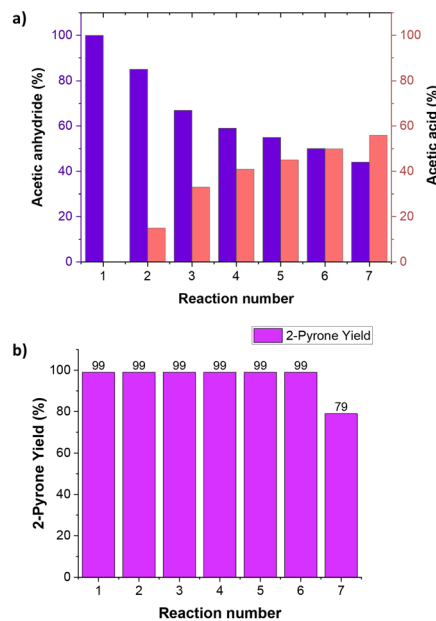 a)
Acetic anhydride (%)
100
80
60
40
20
0
100
80
60
40
20
0
Acetic acid (%)
1 2 3 4 5 6 7
Reaction number
b)
2-Pyrone Yield
2-Pyrone Yield (%)
100
80
60
40
20
0
99 99 99 99 99 99 79
1 2 3 4 5 6 7
Reaction number